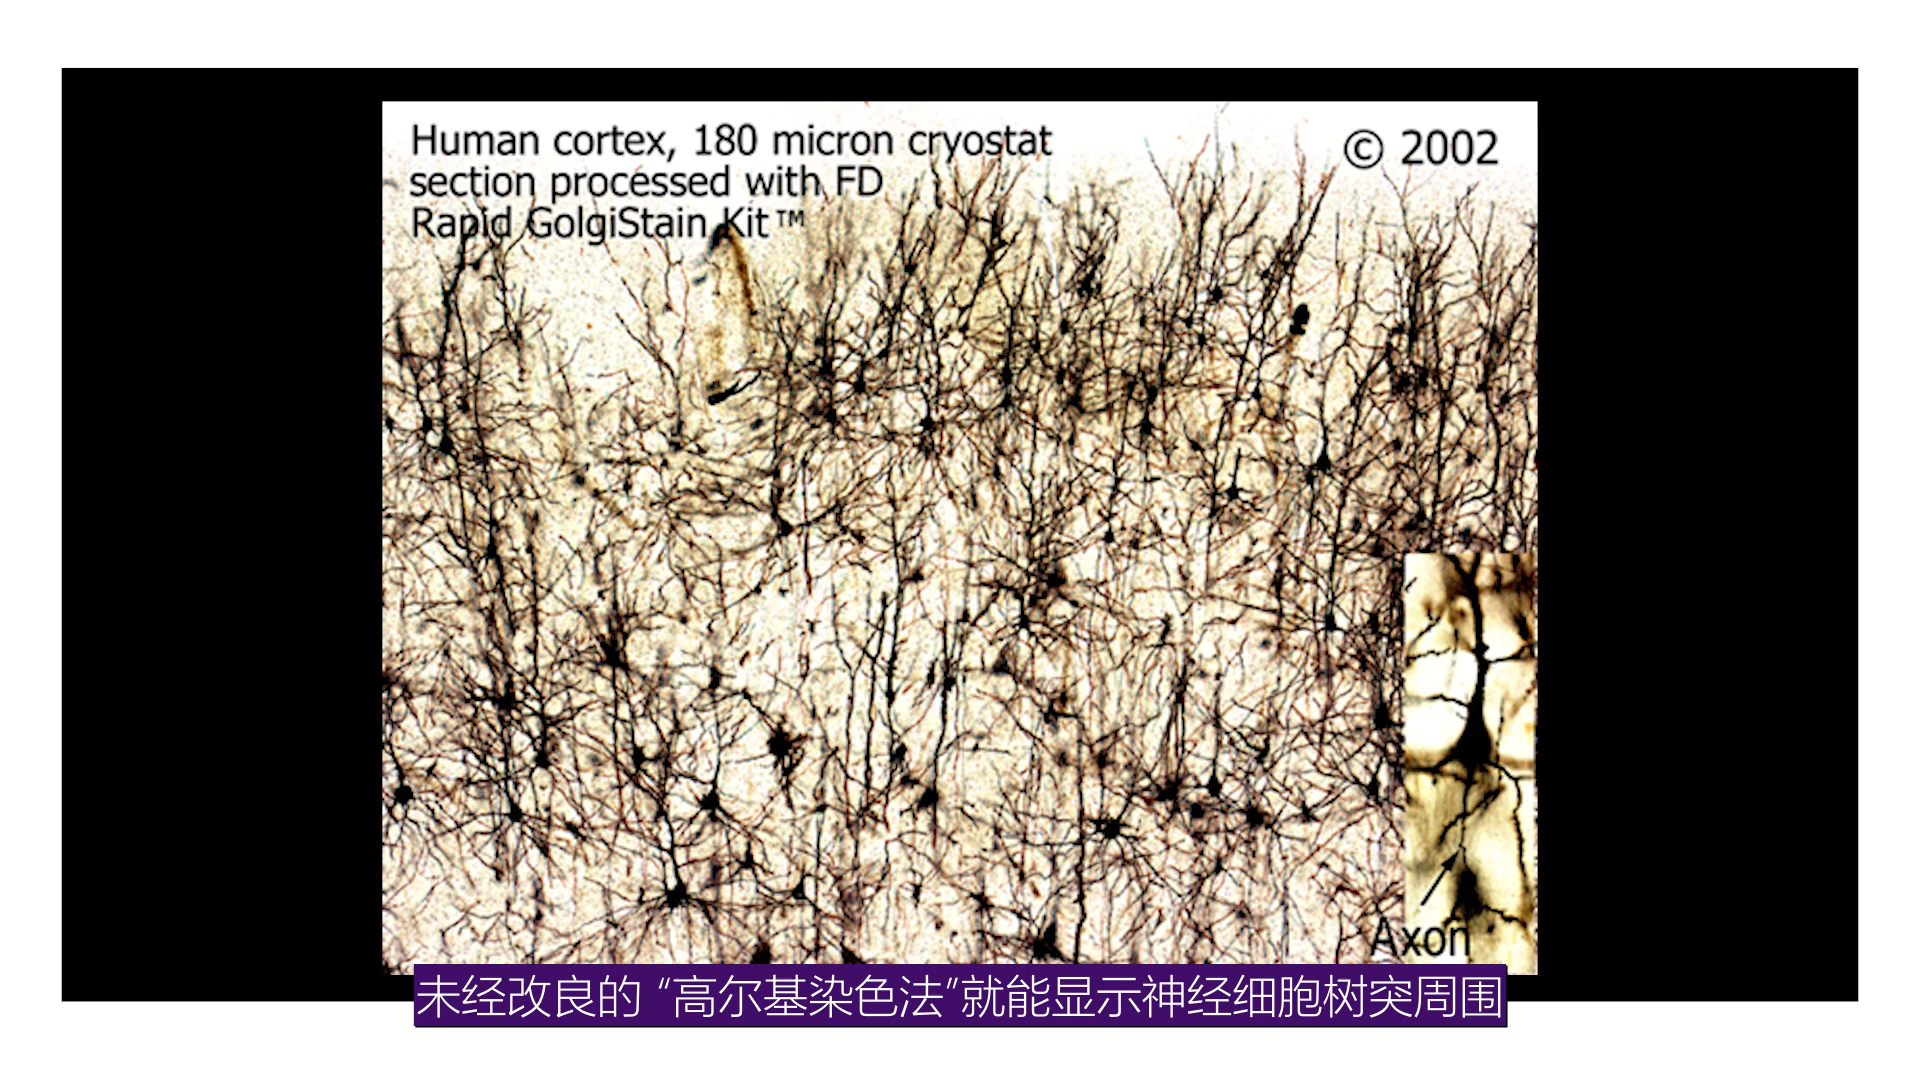 Human cortex, 180 micron cryostat
section processed with FD
Rapid GolgiStain Kit™
© 2002
Axon
未经改良的 “高尔基染色法”就能显示神经细胞树突周围